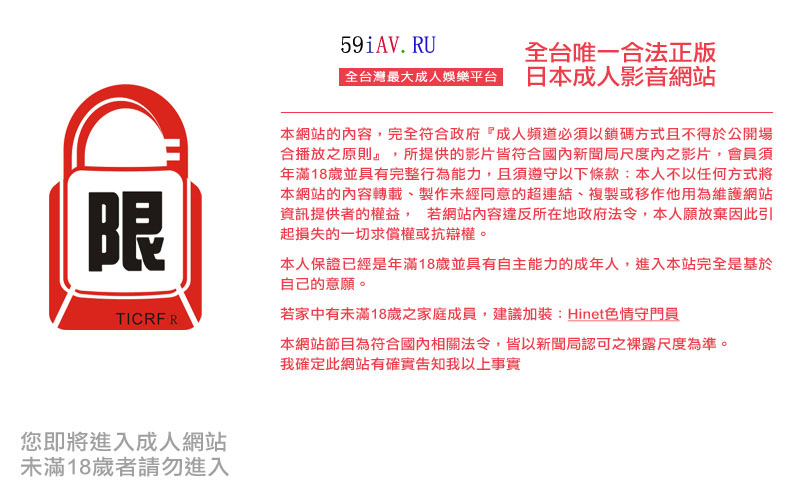 59iAV.RU
全台灣最大成人娛樂平台
全台唯一合法正版
日本成人影音網站
本網站的內容，完全符合政府『成人頻道必須以鎖碼方式且不得於公開場
合播放之原則』，所提供的影片皆符合國內新聞局尺度內之影片，會員須
年滿18歲並具有完整行為能力，且須遵守以下條款：本人不以任何方式將
本網站的內容轉載、製作未經同意的超連結、複製或移作他用為維護網站
資訊提供者的權益， 若網站內容違反所在地政府法令，本人願放棄因此引
起損失的一切求償權或抗辯權。
本人保證已經是年滿18歲並具有自主能力的成年人，進入本站完全是基於
自己的意願。
若家中有未滿18歲之家庭成員，建議加裝：Hinet色情守門員
本網站節目為符合國內相關法令，皆以新聞局認可之裸露尺度為準。
我確定此網站有確實告知我以上事實
限
TICRF R
您即將進入成人網站
未滿18歲者請勿進入